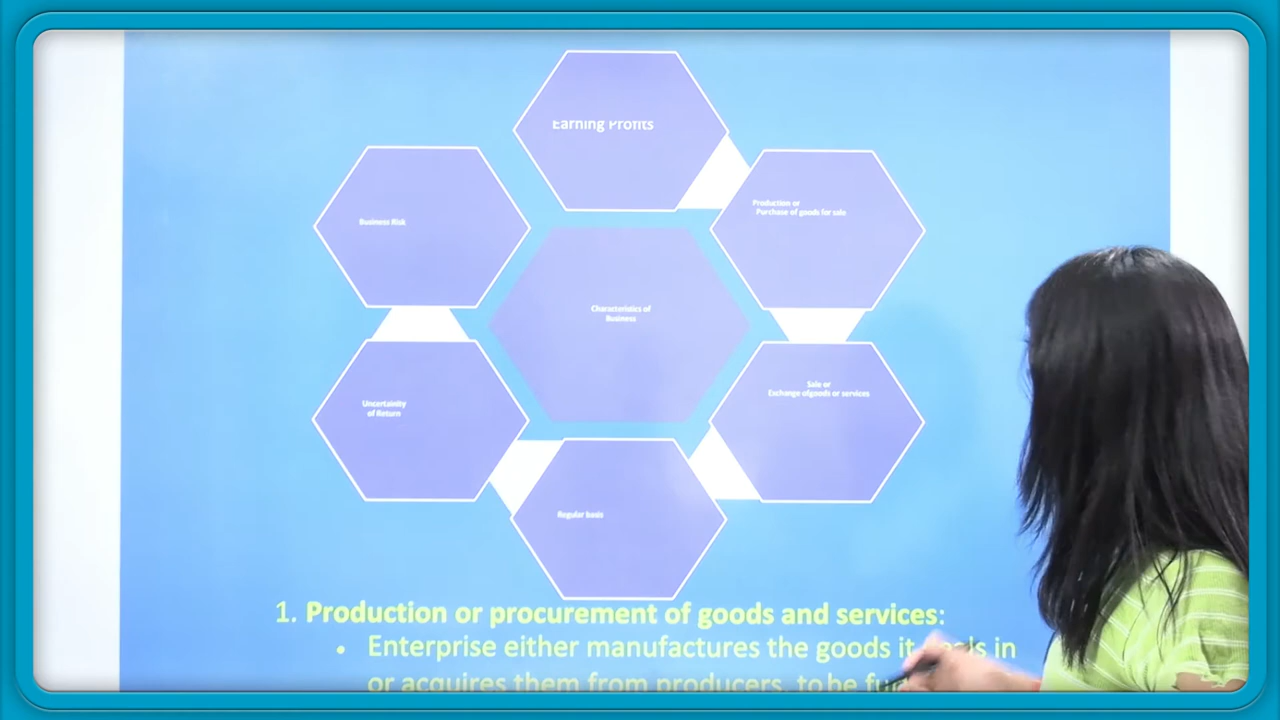 Earning Profits
Business Risk
Production or
Purchase of goods for sale
Characteristics of
Business
Sale or
Exchange ofgoods or services
Uncertainity
of Return
Regular basis
1. Production or procurement of goods and services:
• Enterprise either manufactures the goods it deals in
or acquires them from producers, to be